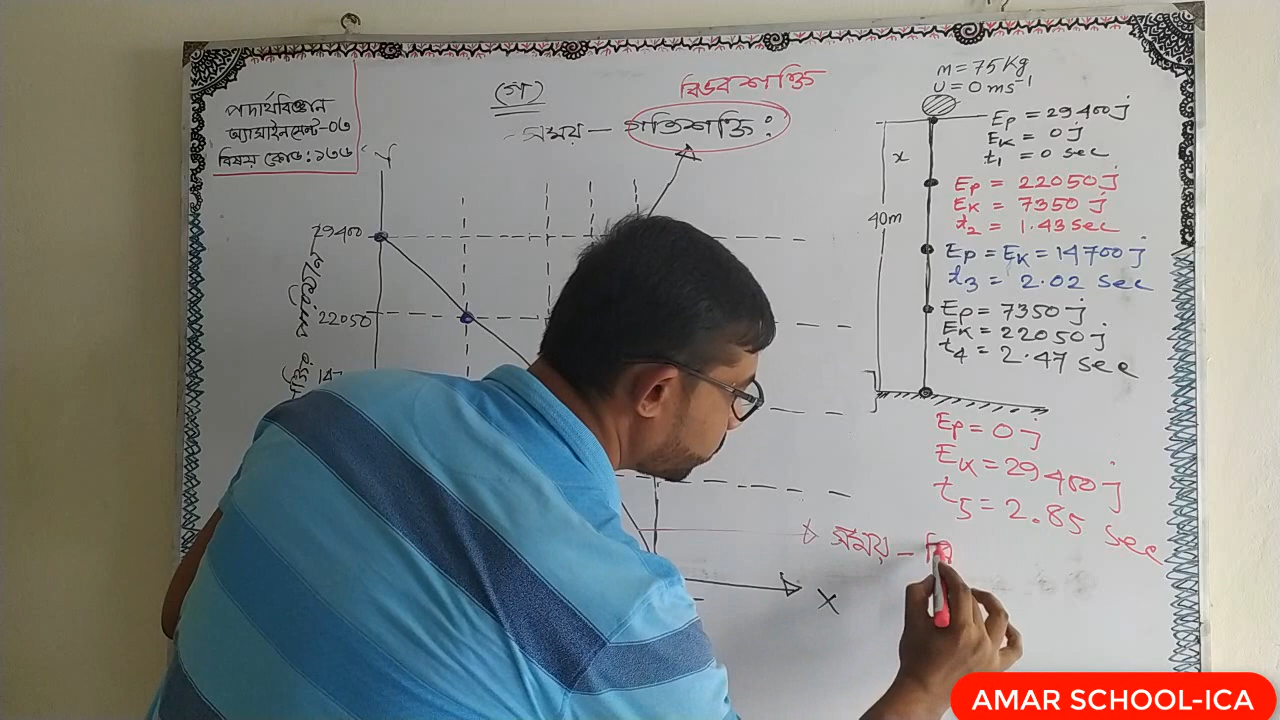 পদার্থবিজ্ঞান
অ্যাসাইনমেন্ট-০৩
বিষয় কোড: ১৩৬
(গ)
বিভব শক্তি
সময় – গতিশক্তি :
Y
29400
22050
147
X
সময় –
m = 75 Kg
U = 0 ms⁻¹
x
40m
Ep = 29400 j
Ek = 0 j
t₁ = 0 sec
Ep = 22050 j
Ek = 7350 j
t₂ = 1.43 sec
Ep = Ek = 14700 j
t₃ = 2.02 sec
Ep = 7350 j
Ek = 22050 j
t₄ = 2.47 sec
Ep = 0 j
Ek = 29400 j
t₅ = 2.85 sec
AMAR SCHOOL-ICA